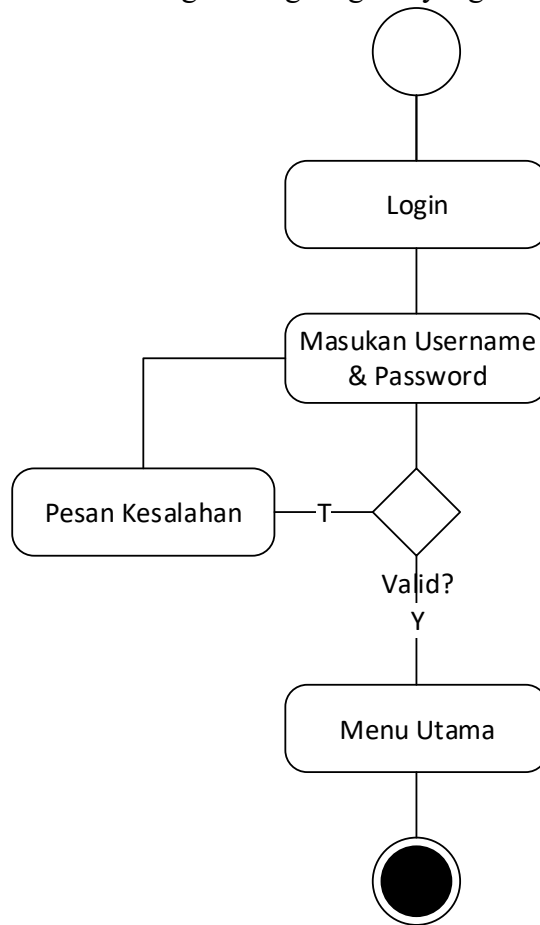 Login
Masukan Username
& Password
Pesan Kesalahan
T
Valid?
Y
Menu Utama